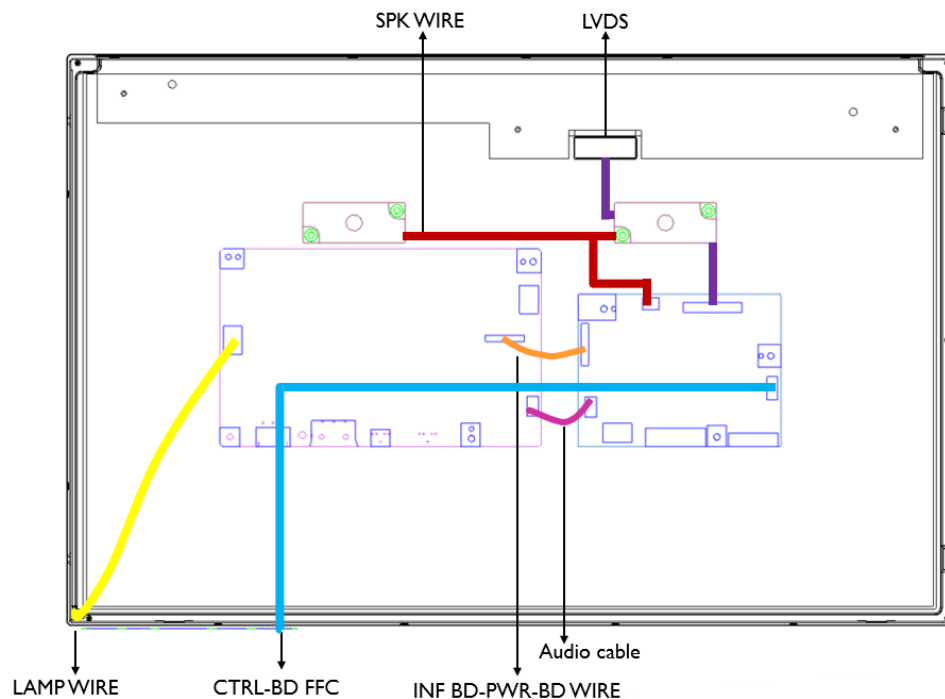 SPK WIRE
LVDS
Audio cable
LAMP WIRE
CTRL-BD FFC
INF BD-PWR-BD WIRE